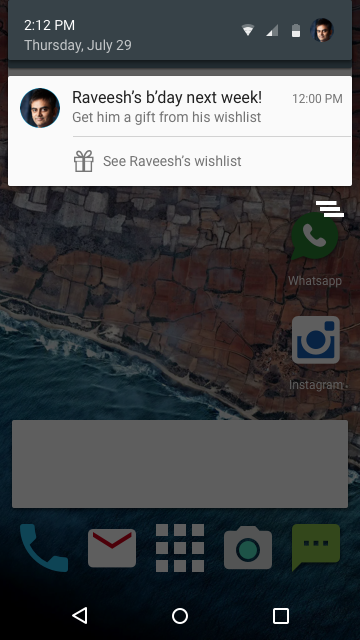 2:12 PM
Thursday, July 29
Raveesh's b'day next week!
12:00 PM
Get him a gift from his wishlist
See Raveesh's wishlist
Whatsapp
Instagram